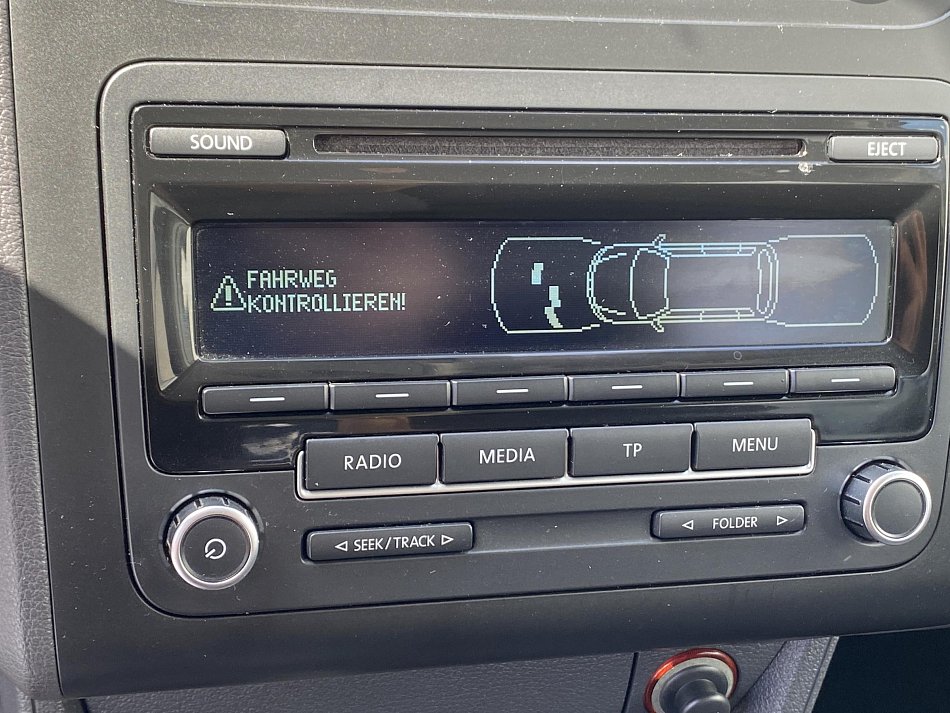 SOUND
EJECT
FAHRWEG
KONTROLLIEREN!
RADIO
MEDIA
TP
MENU
SEEK/TRACK
FOLDER